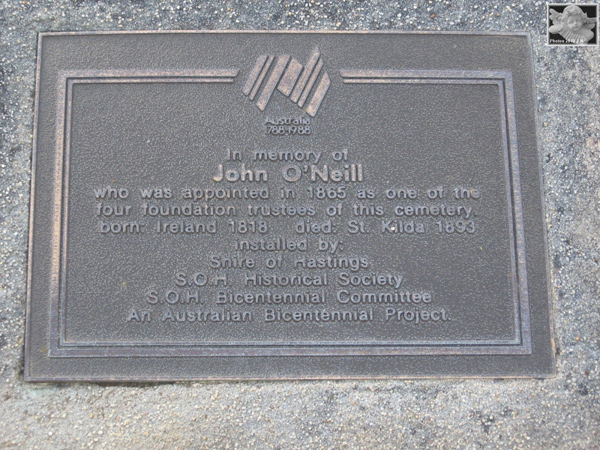 Australia
1788-1988
In memory of
John O'Neill
who was appointed in 1865 as one of the
four foundation trustees of this cemetery.
born: Ireland 1818 died: St. Kilda 1893
installed by:
Shire of Hastings
S.O.H. Historical Society
S.O.H. Bicentennial Committee
An Australian Bicentennial Project.